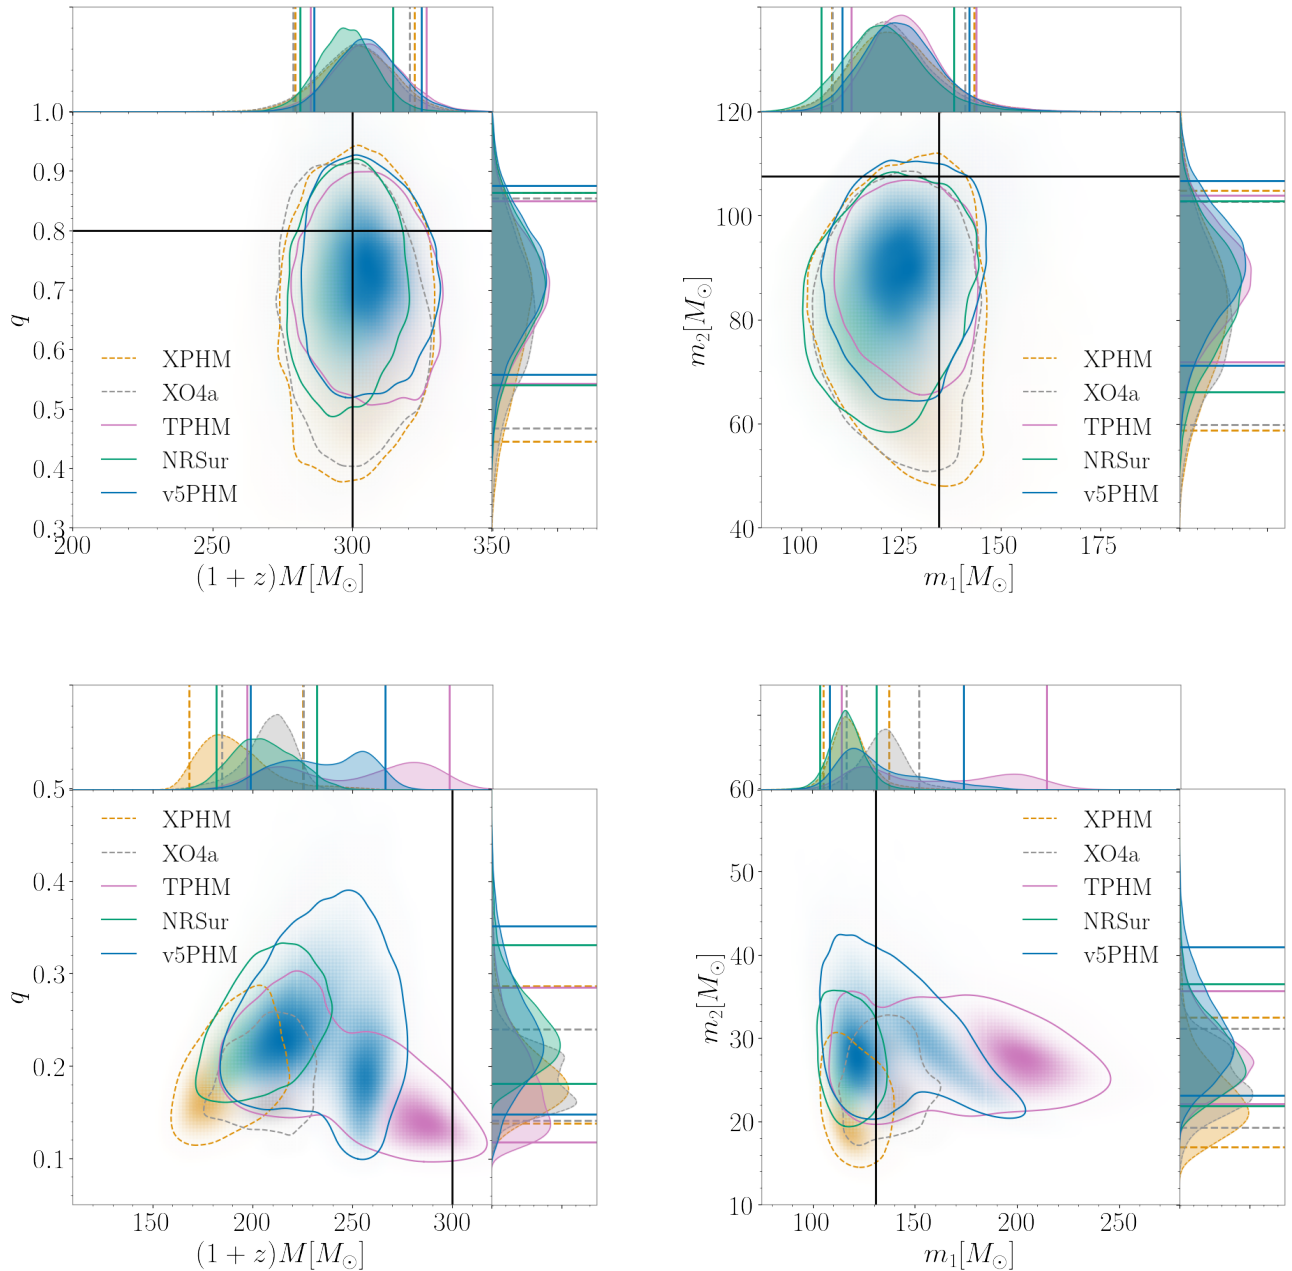 1.0
0.9
0.8
0.7
0.6
0.5
0.4
0.3
q
XPHM
XO4a
TPHM
NRSur
v5PHM
200
250
300
350
(1 + z)M[M⊙]
120
100
80
60
40
m₂[M⊙]
XPHM
XO4a
TPHM
NRSur
v5PHM
100
125
150
175
m₁[M⊙]
0.5
0.4
0.3
0.2
0.1
q
XPHM
XO4a
TPHM
NRSur
v5PHM
150
200
250
300
(1 + z)M[M⊙]
60
50
40
30
20
10
m₂[M⊙]
XPHM
XO4a
TPHM
NRSur
v5PHM
100
150
200
250
m₁[M⊙]